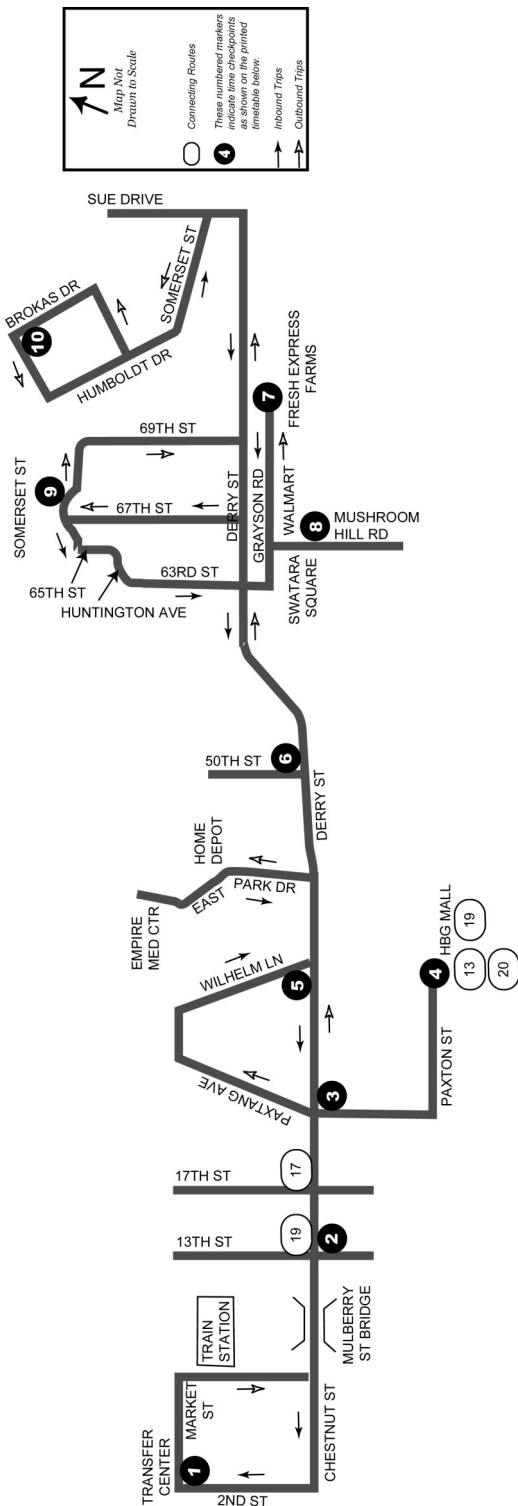 N
Map Not
Drawn to Scale
Connecting Routes
4
These numbered markers
indicate time checkpoints
as shown on the printed
timetable below.
Inbound Trips
Outbound Trips
TRANSFER
CENTER
1
MARKET
ST
2ND ST
TRAIN
STATION
CHESTNUT ST
MULBERRY
ST BRIDGE
13TH ST
19
2
17TH ST
17
PAXTANG AVE
3
WILHELM LN
5
PAXTON ST
4
HBG MALL
13
19
20
EMPIRE
MED CTR
HOME
DEPOT
EAST
PARK DR
50TH ST
6
DERRY ST
SOMERSET ST
9
65TH ST
HUNTINGTON AVE
63RD ST
67TH ST
69TH ST
DERRY ST
GRAYSON RD
SWATARA
SQUARE
WALMART
8
MUSHROOM
HILL RD
7
FRESH EXPRESS
FARMS
BROKAS DR
10
HUMBOLDT DR
SOMERSET ST
SUE DRIVE